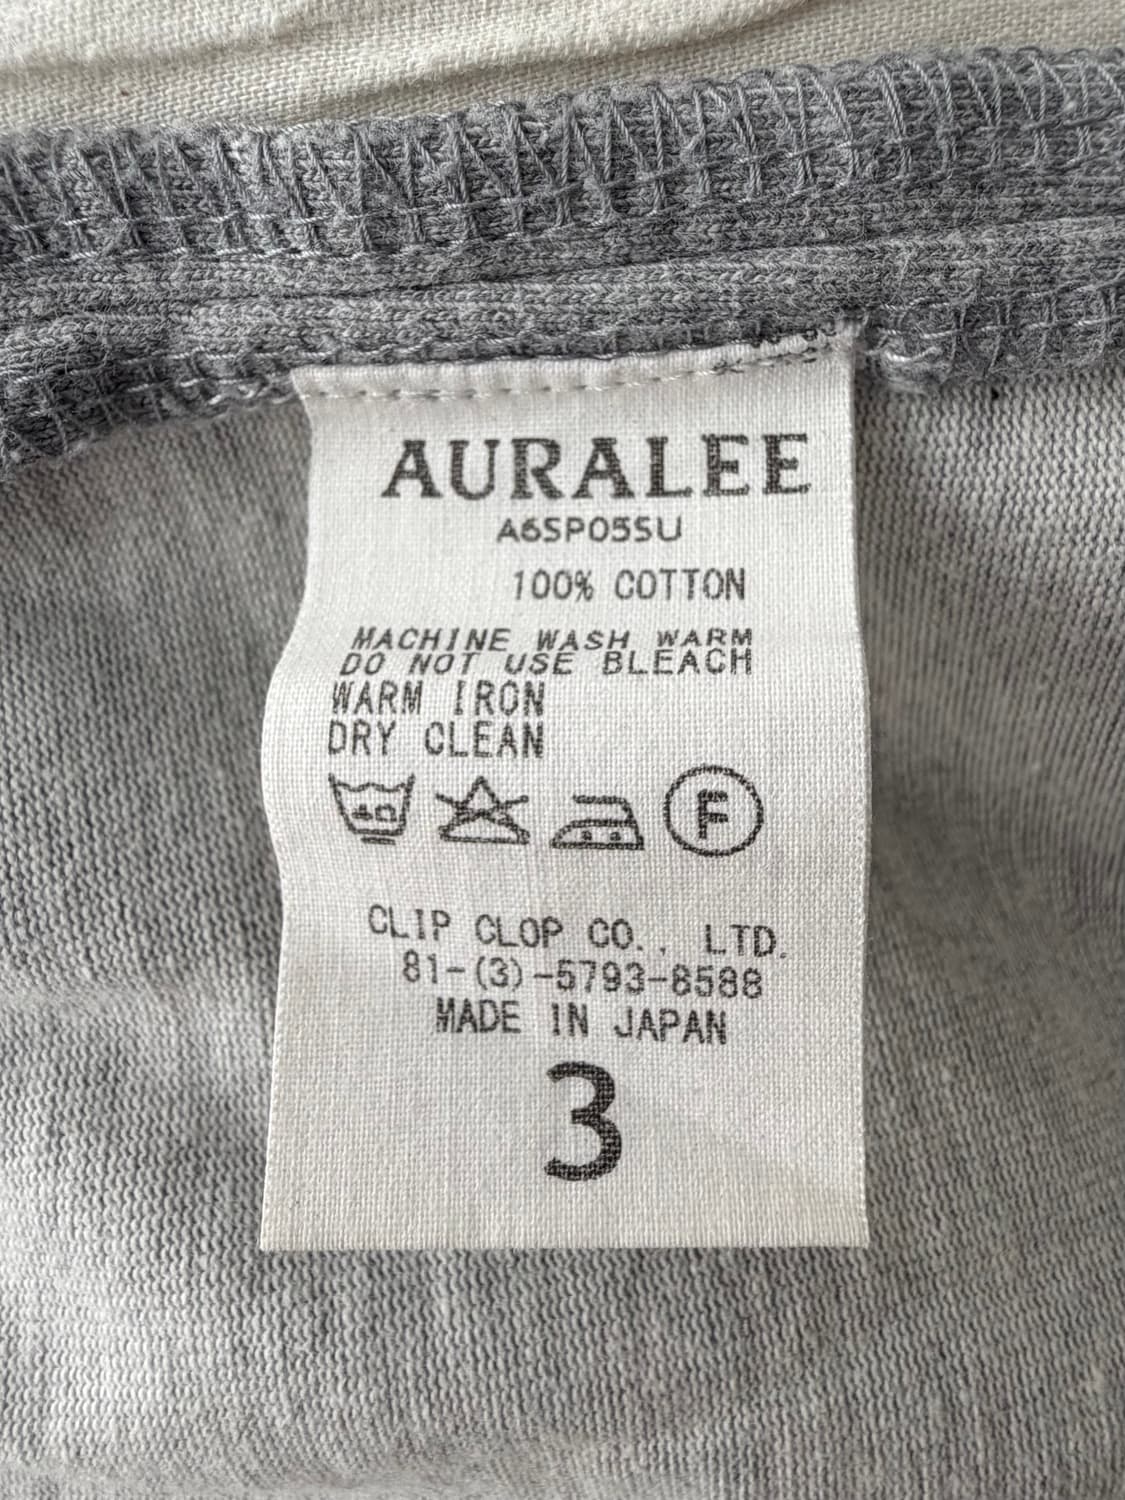 AURALEE
A6SP05SU
100% COTTON
MACHINE WASH WARM
DO NOT USE BLEACH
WARM IRON
DRY CLEAN
F
CLIP CLOP CO., LTD.
81-(3)-5793-8588
MADE IN JAPAN
3